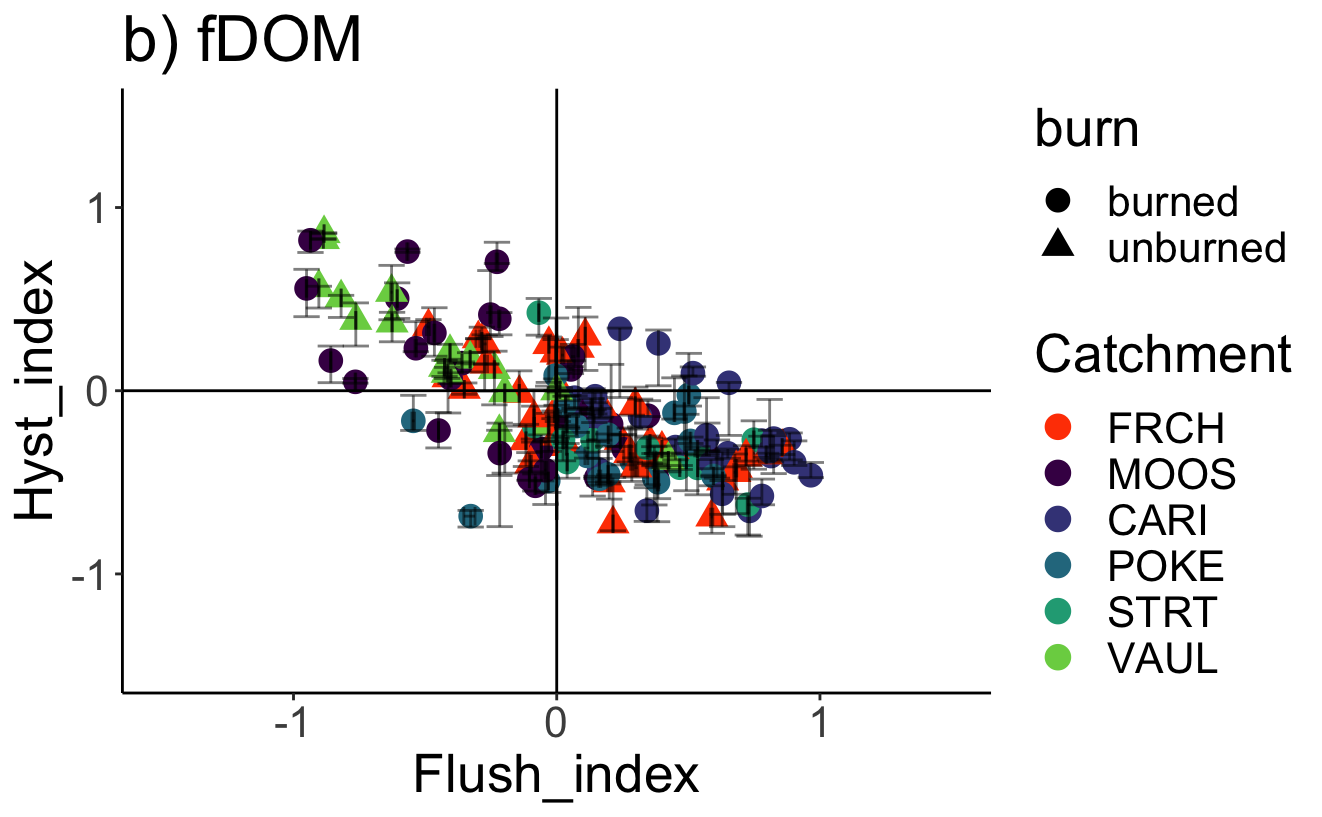 b) fDOM
Hyst_index
1
0
-1
-1
0
1
Flush_index
burn
burned
unburned
Catchment
FRCH
MOOS
CARI
POKE
STRT
VAUL